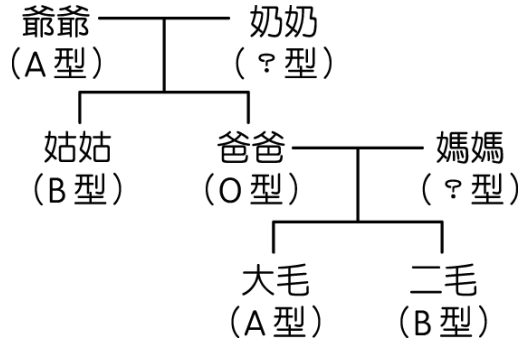 爺爺 奶奶
(A型) (?型)
姑姑 爸爸 媽媽
(B型) (O型) (?型)
大毛 二毛
(A型) (B型)